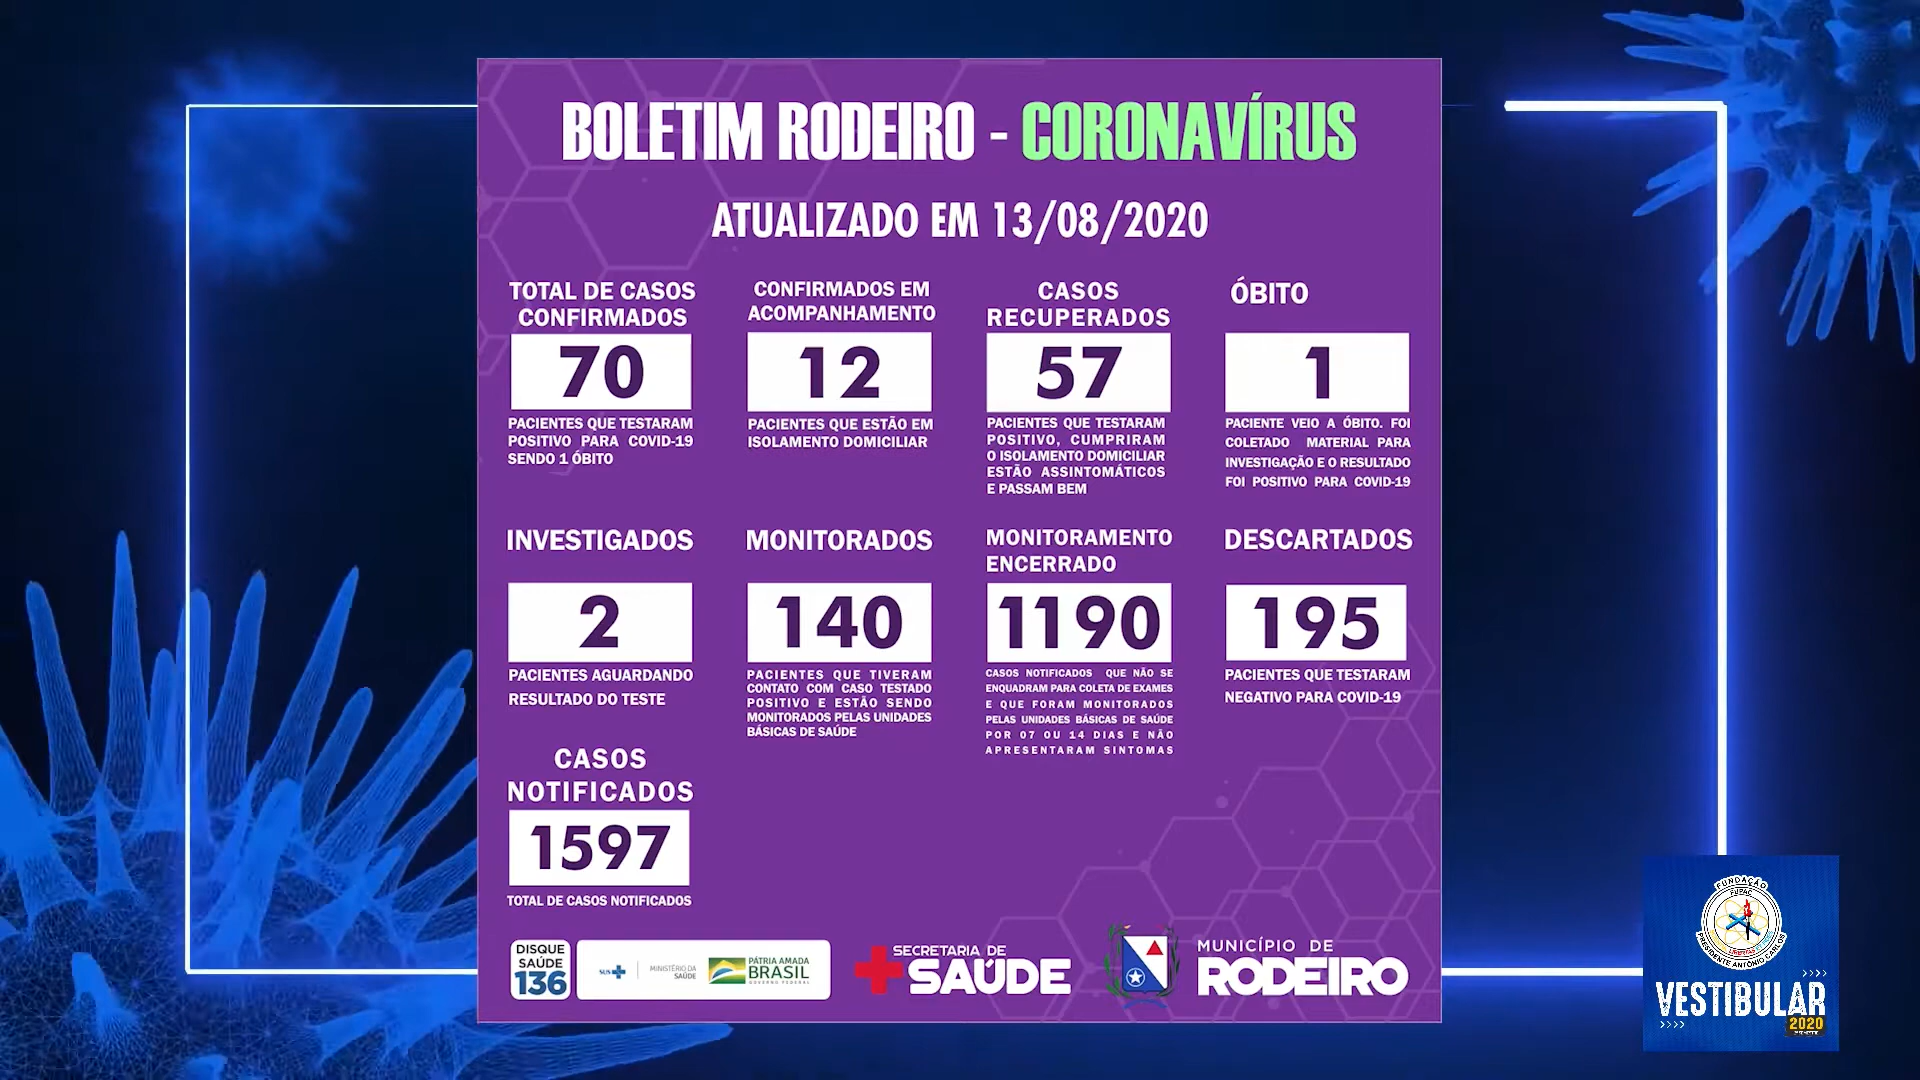 BOLETIM RODEIRO - CORONAVÍRUS
ATUALIZADO EM 13/08/2020
TOTAL DE CASOS
CONFIRMADOS
70
PACIENTES QUE TESTARAM
POSITIVO PARA COVID-19
SENDO 1 ÓBITO
CONFIRMADOS EM
ACOMPANHAMENTO
12
PACIENTES QUE ESTÃO EM
ISOLAMENTO DOMICILIAR
CASOS
RECUPERADOS
57
PACIENTES QUE TESTARAM
POSITIVO, CUMPRIRAM
O ISOLAMENTO DOMICILIAR
ESTÃO ASSINTOMÁTICOS
E PASSAM BEM
ÓBITO
1
PACIENTE VEIO A ÓBITO. FOI
COLETADO MATERIAL PARA
INVESTIGAÇÃO E O RESULTADO
FOI POSITIVO PARA COVID-19
INVESTIGADOS
2
PACIENTES AGUARDANDO
RESULTADO DO TESTE
MONITORADOS
140
PACIENTES QUE TIVERAM
CONTATO COM CASO TESTADO
POSITIVO E ESTÃO SENDO
MONITORADOS PELAS UNIDADES
BÁSICAS DE SAÚDE
MONITORAMENTO
ENCERRADO
1190
CASOS NOTIFICADOS QUE NÃO SE
ENQUADRAM PARA COLETA DE EXAMES
E QUE FORAM MONITORADOS
PELAS UNIDADES BÁSICAS DE SAÚDE
POR 07 OU 14 DIAS E NÃO
APRESENTARAM SINTOMAS
DESCARTADOS
195
PACIENTES QUE TESTARAM
NEGATIVO PARA COVID-19
CASOS
NOTIFICADOS
1597
TOTAL DE CASOS NOTIFICADOS
DISQUE
SAÚDE
136
SUS
MINISTÉRIO DA
SAÚDE
PÁTRIA AMADA
BRASIL
GOVERNO FEDERAL
SECRETARIA DE
SAÚDE
MUNICÍPIO DE
RODEIRO
FUNDAÇÃO
FUPAC
PRESIDENTE ANTÔNIO CARLOS
VESTIBULAR
2020